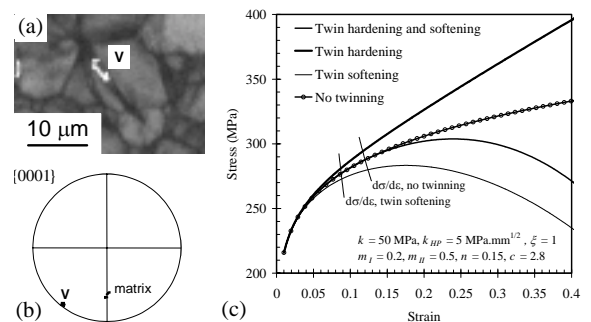 (a)
v
10 μm
{0001}
v
matrix
(b)
Twin hardening and softening
Twin hardening
Twin softening
No twinning
Stress (MPa)
400
350
300
250
200
dσ/dε, no twinning
dσ/dε, twin softening
k = 50 MPa, k_HP = 5 MPa.mm^1/2 , ξ = 1
m_I = 0.2, m_II = 0.5, n = 0.15, c = 2.8
0 0.05 0.1 0.15 0.2 0.25 0.3 0.35 0.4
Strain
(c)